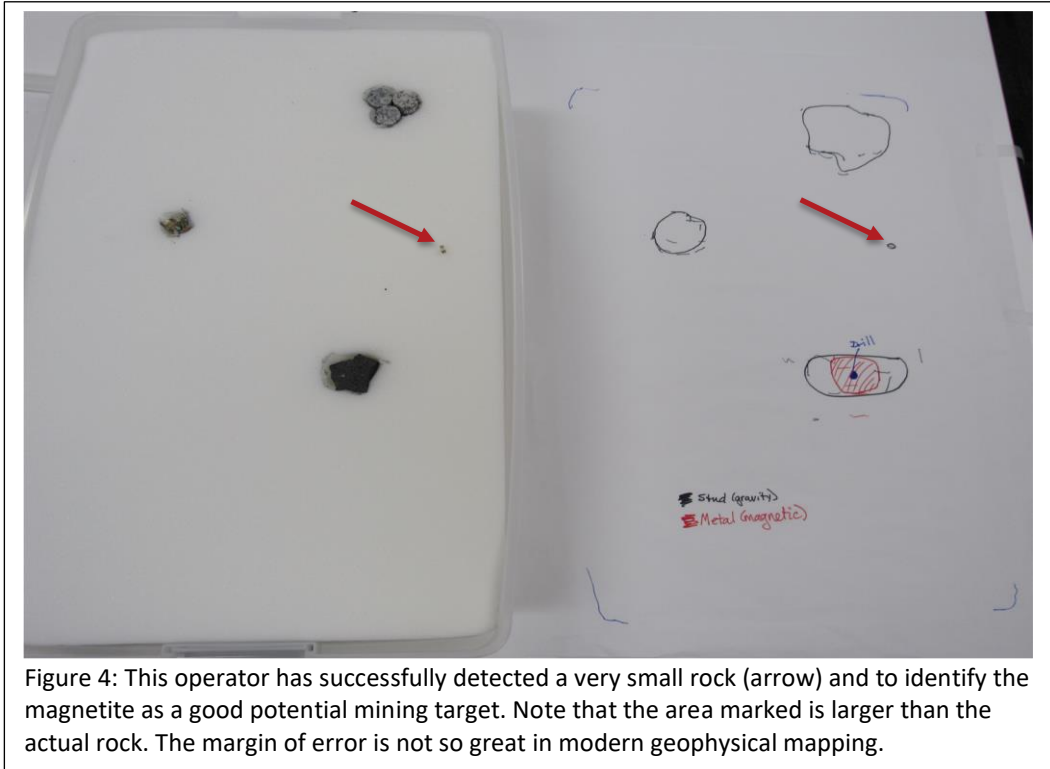 Drill
Stud (gravity)
Metal (magnetic)
Figure 4: This operator has successfully detected a very small rock (arrow) and to identify the
magnetite as a good potential mining target. Note that the area marked is larger than the
actual rock. The margin of error is not so great in modern geophysical mapping.